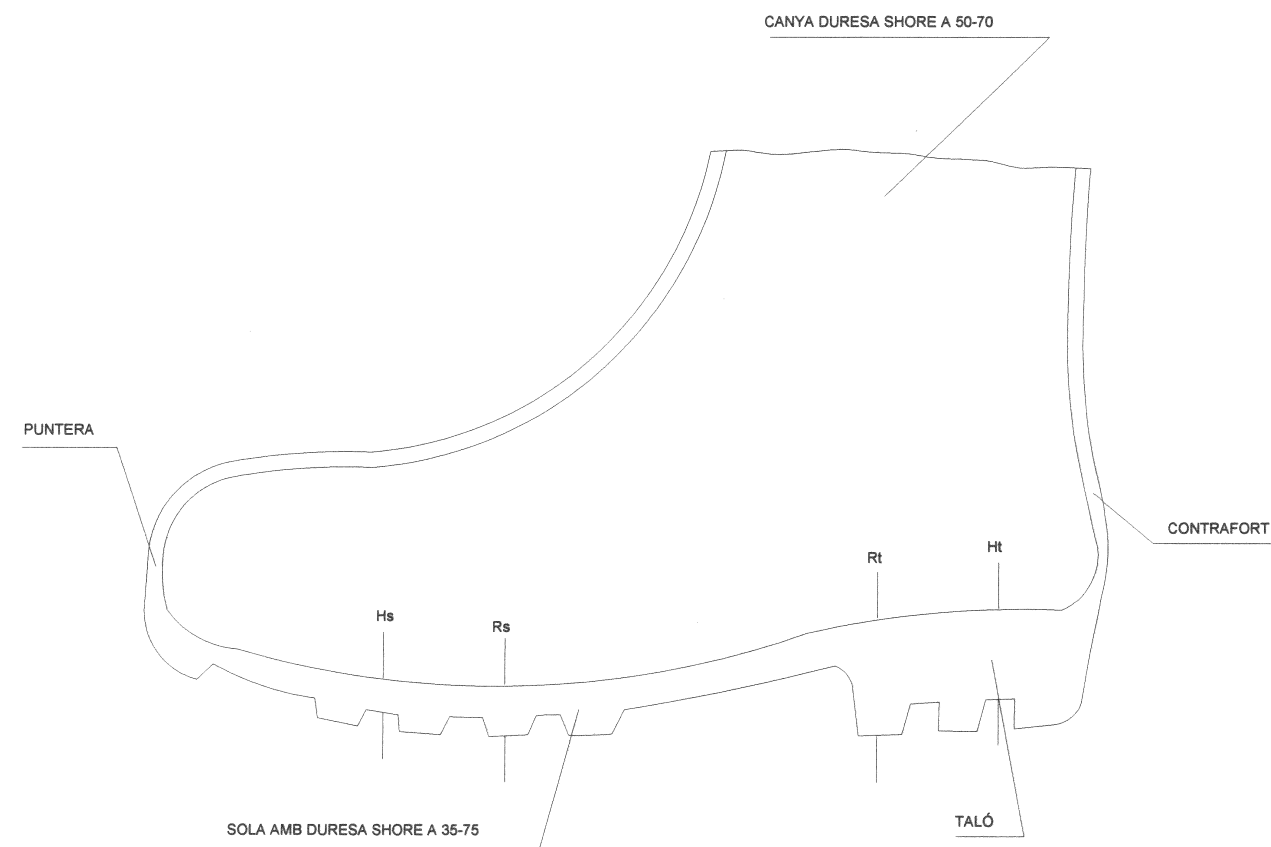 CANYA DURESA SHORE A 50-70
PUNTERA
CONTRAFORT
Ht
Rt
Hs
Rs
TALÓ
SOLA AMB DURESA SHORE A 35-75